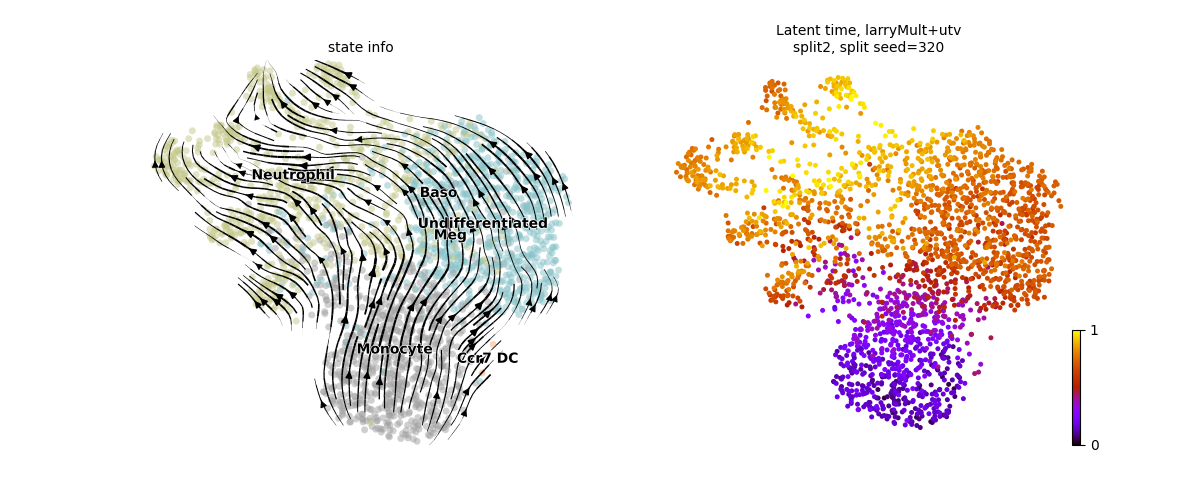 state info
Neutrophil
Baso
Undifferentiated
Meg
Monocyte
Ccr7 DC
Latent time, larryMult+utv
split2, split seed=320
1
0